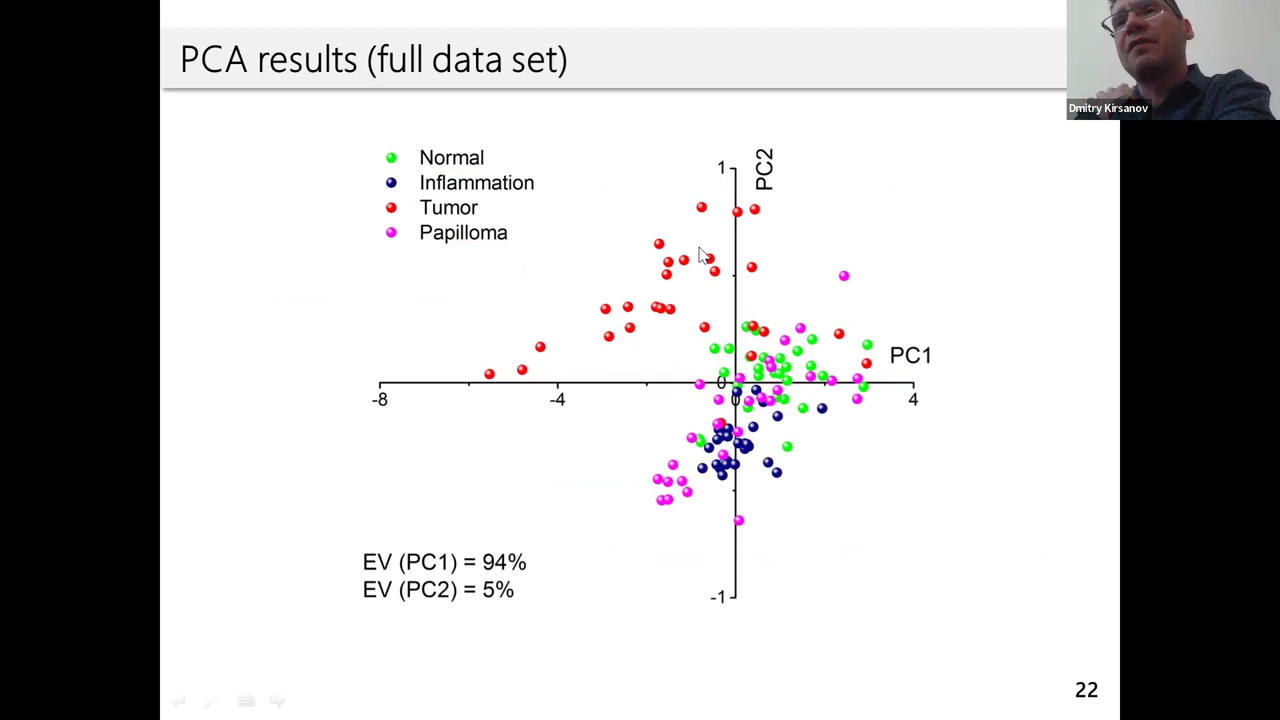 PCA results (full data set)
Dmitry Kirsanov
Normal
Inflammation
Tumor
Papilloma
1
PC2
PC1
0
-8
-4
0
4
EV (PC1) = 94%
EV (PC2) = 5%
-1
22